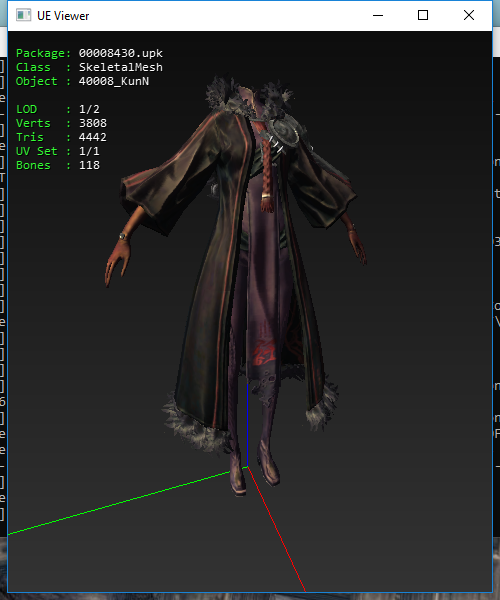 UE Viewer
Package: 00008430.upk
Class  : SkeletalMesh
Object : 40008_KunN
LOD    : 1/2
Verts  : 3808
Tris   : 4442
UV Set : 1/1
Bones  : 118